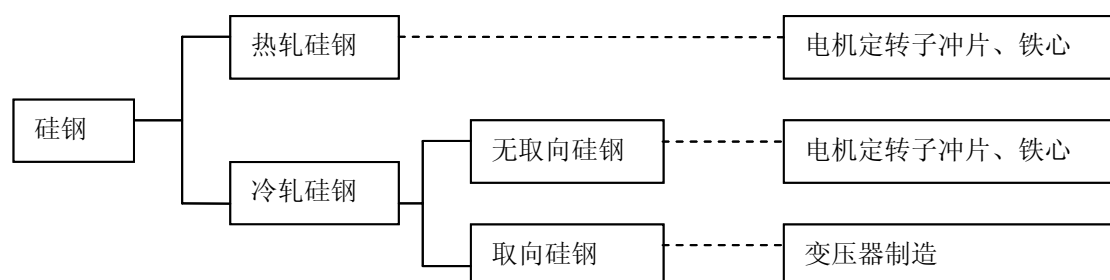 热轧硅钢
电机定转子冲片、铁心
硅钢
无取向硅钢
电机定转子冲片、铁心
冷轧硅钢
取向硅钢
变压器制造